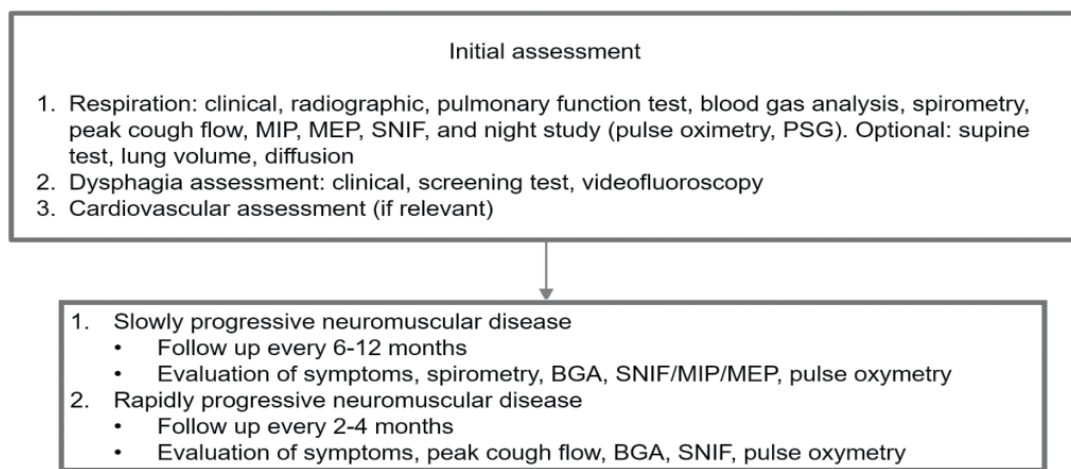 Initial assessment
1. Respiration: clinical, radiographic, pulmonary function test, blood gas analysis, spirometry,
peak cough flow, MIP, MEP, SNIF, and night study (pulse oximetry, PSG). Optional: supine
test, lung volume, diffusion
2. Dysphagia assessment: clinical, screening test, videofluoroscopy
3. Cardiovascular assessment (if relevant)
1. Slowly progressive neuromuscular disease
• Follow up every 6-12 months
• Evaluation of symptoms, spirometry, BGA, SNIF/MIP/MEP, pulse oxymetry
2. Rapidly progressive neuromuscular disease
• Follow up every 2-4 months
• Evaluation of symptoms, peak cough flow, BGA, SNIF, pulse oxymetry